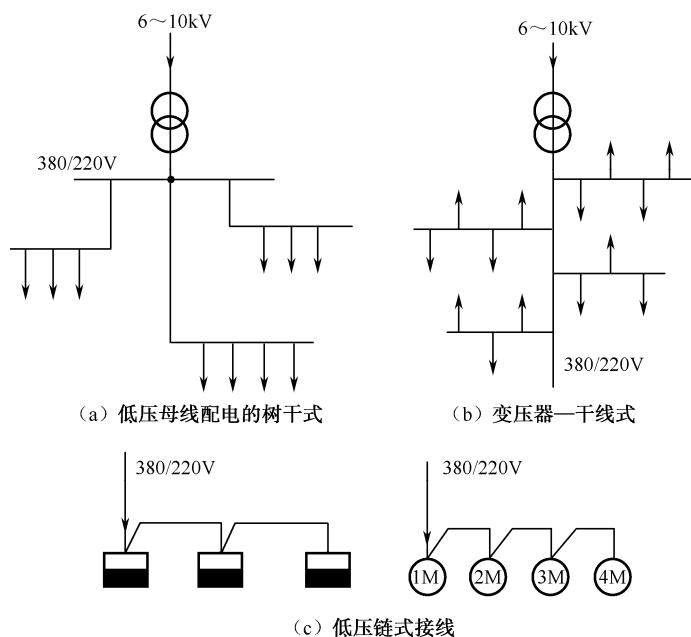 6～10kV
380/220V
（a）低压母线配电的树干式
6～10kV
380/220V
（b）变压器—干线式
380/220V
380/220V
1M 2M 3M 4M
（c）低压链式接线